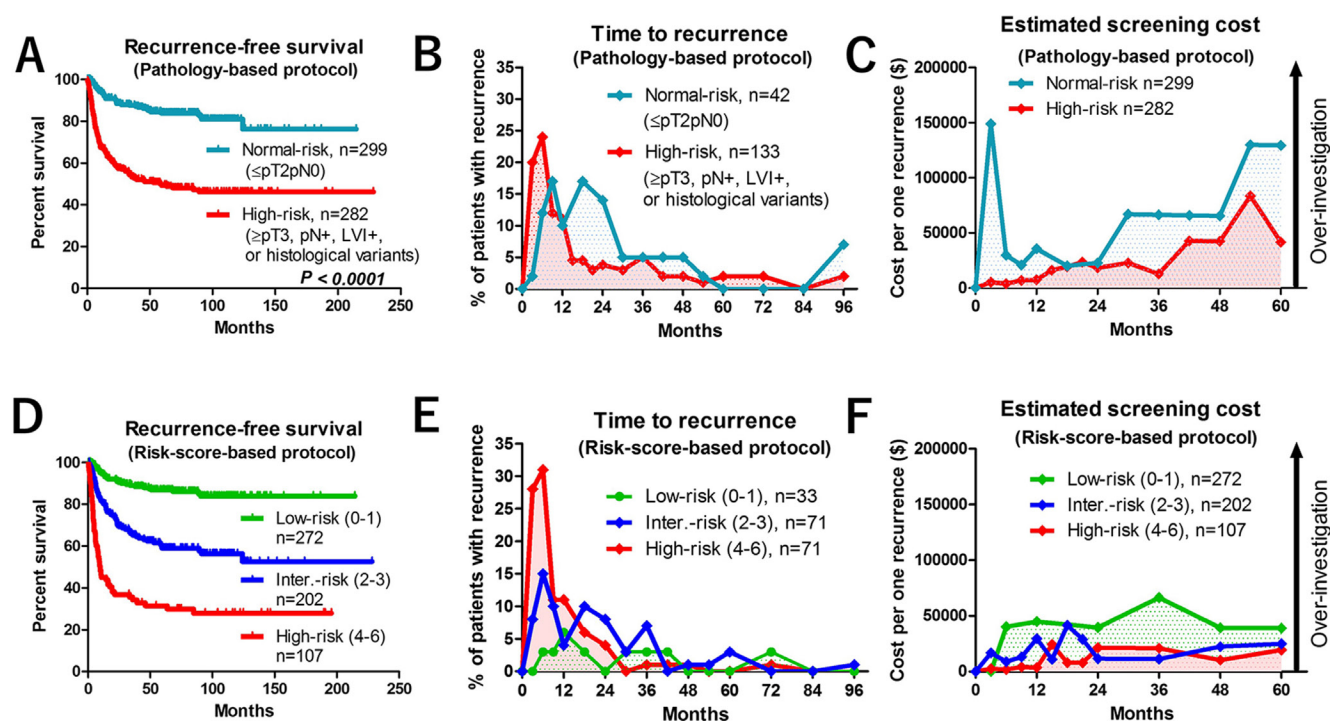 A
Recurrence-free survival
(Pathology-based protocol)
Percent survival
100
80
60
40
20
0
Normal-risk, n=299
(≤pT2pN0)
High-risk, n=282
(≥pT3, pN+, LVI+,
or histological variants)
P < 0.0001
0 50 100 150 200 250
Months
B
Time to recurrence
(Pathology-based protocol)
% of patients with recurrence
35
30
25
20
15
10
5
0
Normal-risk, n=42
(≤pT2pN0)
High-risk, n=133
(≥pT3, pN+, LVI+,
or histological variants)
0 12 24 36 48 60 72 84 96
Months
C
Estimated screening cost
(Pathology-based protocol)
Cost per one recurrence ($)
200000
150000
100000
50000
0
Normal-risk n=299
High-risk n=282
0 12 24 36 48 60
Months
Over-investigation
D
Recurrence-free survival
(Risk-score-based protocol)
Percent survival
100
80
60
40
20
0
Low-risk (0-1)
n=272
Inter.-risk (2-3)
n=202
High-risk (4-6)
n=107
0 50 100 150 200 250
Months
E
Time to recurrence
(Risk-score-based protocol)
% of patients with recurrence
35
30
25
20
15
10
5
0
Low-risk (0-1), n=33
Inter.-risk (2-3), n=71
High-risk (4-6), n=71
0 12 24 36 48 60 72 84 96
Months
F
Estimated screening cost
(Risk-score-based protocol)
Cost per one recurrence ($)
200000
150000
100000
50000
0
Low-risk (0-1) n=272
Inter.-risk (2-3), n=202
High-risk (4-6), n=107
0 12 24 36 48 60
Months
Over-investigation